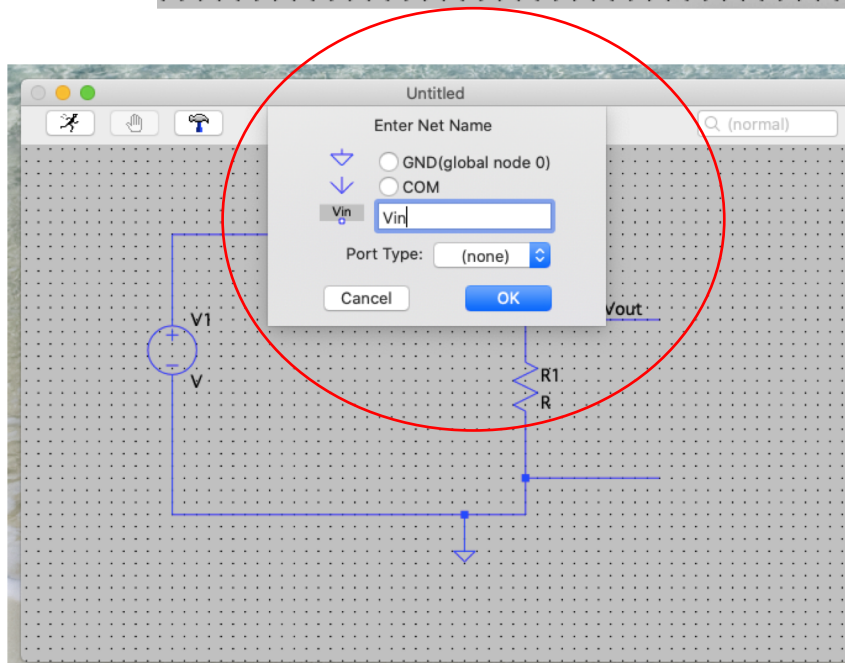 Untitled
(normal)
Enter Net Name
GND(global node 0)
COM
Vin
Vin
Port Type: (none)
Cancel OK
Vout
V1
V
R1
R